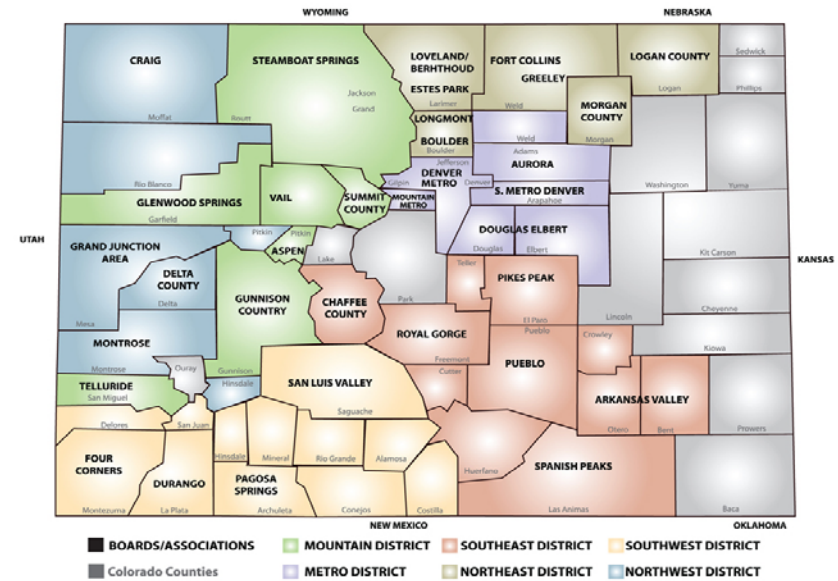 WYOMING
NEBRASKA
CRAIG
STEAMBOAT SPRINGS
LOVELAND/
BERHTHOUD
FORT COLLINS
GREELEY
LOGAN COUNTY
Sedwick
ESTES PARK
Jackson
Grand
Larimer
Weld
Logan
Phillips
Moffat
Routt
LONGMONT
MORGAN
COUNTY
BOULDER
Boulder
Weld
Morgan
Adams
Jefferson
AURORA
Rio Blanco
Gilpin
DENVER
METRO
Denver
Washington
Yuma
GLENWOOD SPRINGS
VAIL
SUMMIT
COUNTY
MOUNTAIN
METRO
S. METRO DENVER
Arapahoe
Garfield
UTAH
GRAND JUNCTION
AREA
Pitkin
Pitkin
ASPEN
Lake
DOUGLAS ELBERT
Douglas
Elbert
Kit Carson
KANSAS
DELTA
COUNTY
Teller
PIKES PEAK
Delta
GUNNISON
COUNTRY
CHAFFEE
COUNTY
Park
Cheyenne
Mesa
El Paro
Lincoln
MONTROSE
ROYAL GORGE
Pueblo
Crowley
Kiowa
Montrose
Ouray
Gunnison
Freemont
PUEBLO
TELLURIDE
San Miguel
Hinsdale
SAN LUIS VALLEY
Cutter
ARKANSAS VALLEY
Saguache
Delores
San Juan
Otero
Bent
Prowers
FOUR
CORNERS
Hinsdale
Mineral
Rio Grande
Alamosa
Huerfano
SPANISH PEAKS
DURANGO
PAGOSA
SPRINGS
Montezuma
La Plata
Archuleta
Conejos
Costilla
Las Animas
Baca
NEW MEXICO
OKLAHOMA
BOARDS/ASSOCIATIONS
MOUNTAIN DISTRICT
SOUTHEAST DISTRICT
SOUTHWEST DISTRICT
Colorado Counties
METRO DISTRICT
NORTHEAST DISTRICT
NORTHWEST DISTRICT